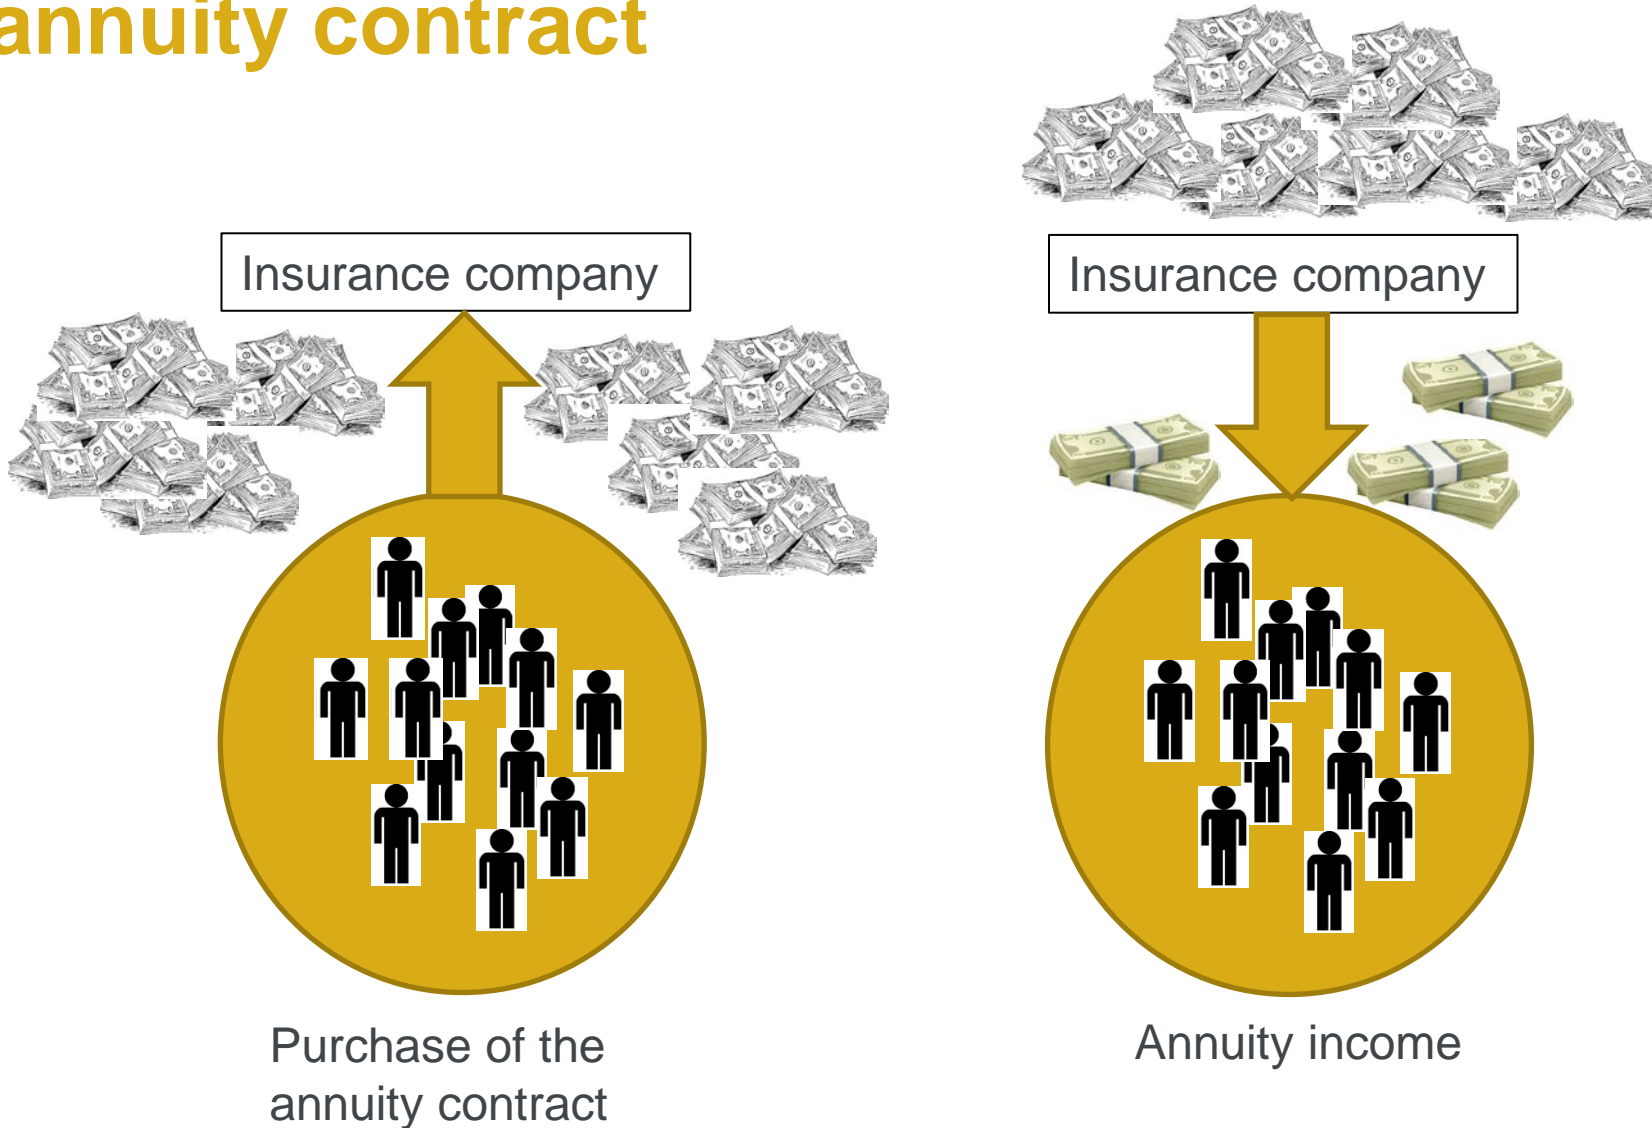 annuity contract
Insurance company
Insurance company
Purchase of the
annuity contract
Annuity income